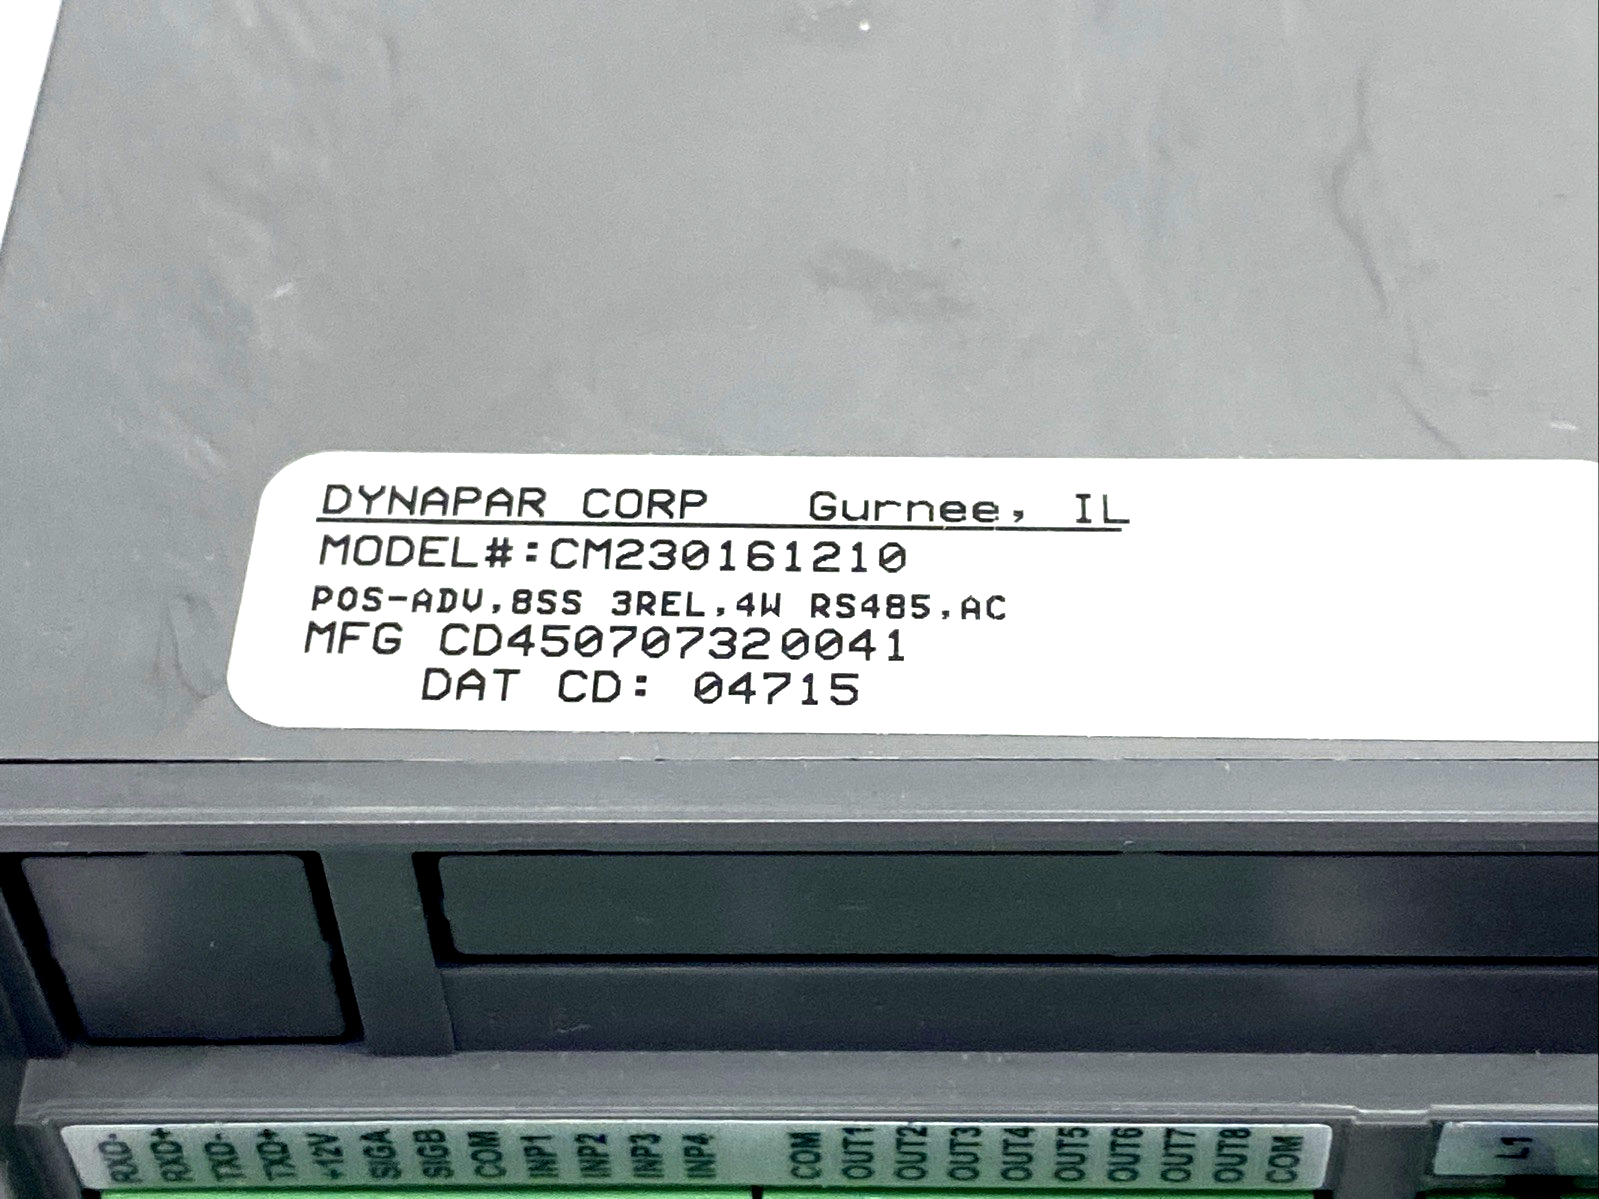 DYNAPAR CORP   Gurnee, IL
MODEL#:CM230161210
POS-ADV,8SS 3REL,4W RS485,AC
MFG CD450707320041
DAT CD: 04715
RXD- RXD+ TXD- TXD+ +12V SIGA SIGB COM INP1 INP2 INP3 INP4 COM OUT1 OUT2 OUT3 OUT4 OUT5 OUT6 OUT7 OUT8 COM L1